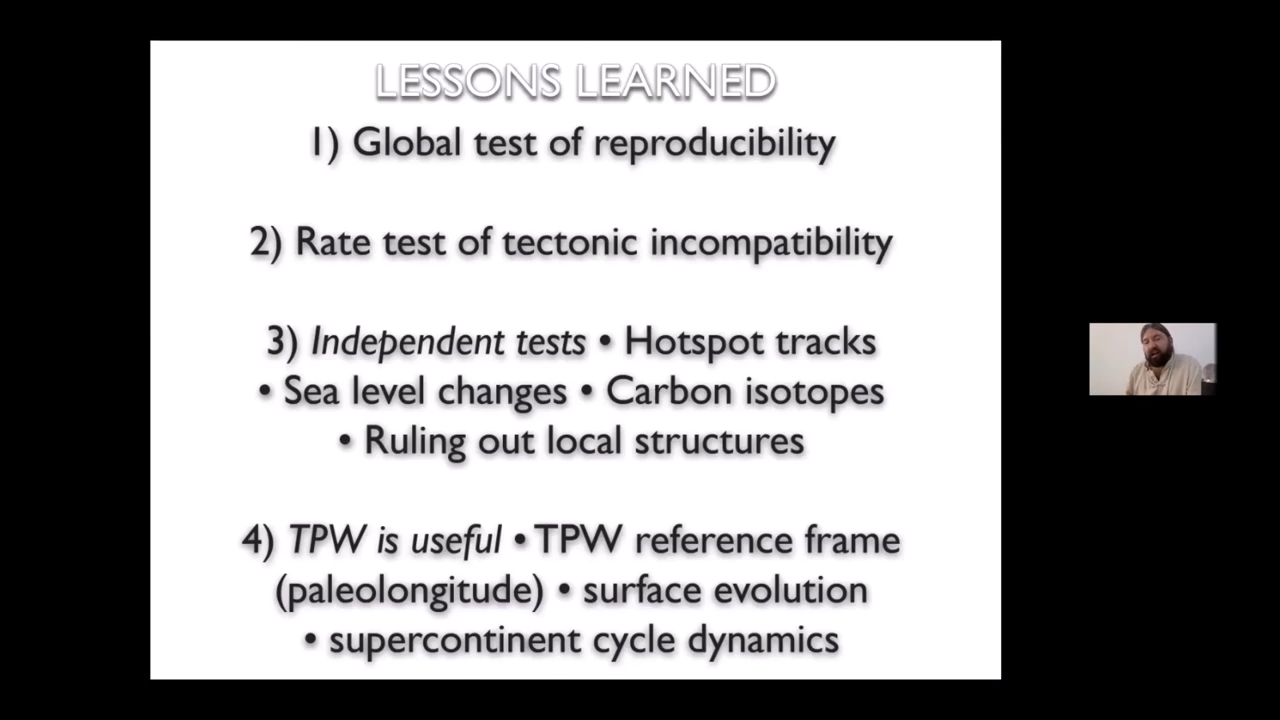 LESSONS LEARNED
1) Global test of reproducibility
2) Rate test of tectonic incompatibility
3) Independent tests • Hotspot tracks
• Sea level changes • Carbon isotopes
• Ruling out local structures
4) TPW is useful • TPW reference frame
(paleolongitude) • surface evolution
• supercontinent cycle dynamics